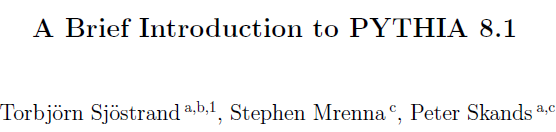 A Brief Introduction to PYTHIA 8.1
Torbjörn Sjöstrand a,b,1, Stephen Mrenna c, Peter Skands a,c